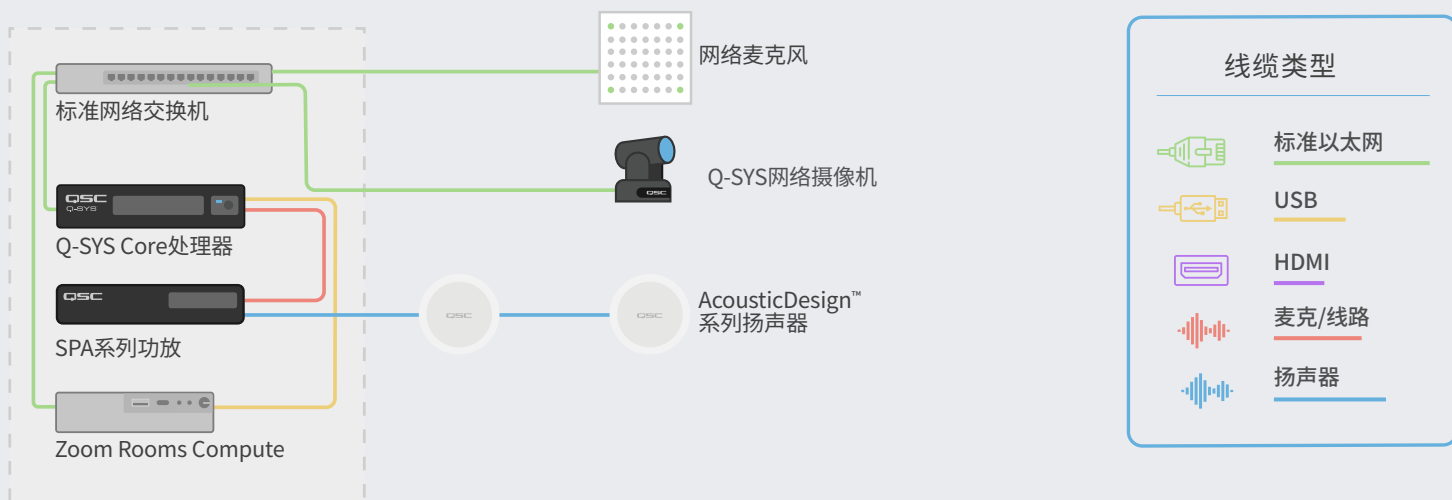 网络麦克风
标准网络交换机
Q-SYS网络摄像机
QSC
QSC
Q-SYS
Q-SYS Core处理器
QSC
SPA系列功放
QSC
QSC
AcousticDesign™
系列扬声器
Zoom Rooms Compute
线缆类型
标准以太网
USB
HDMI
麦克/线路
扬声器